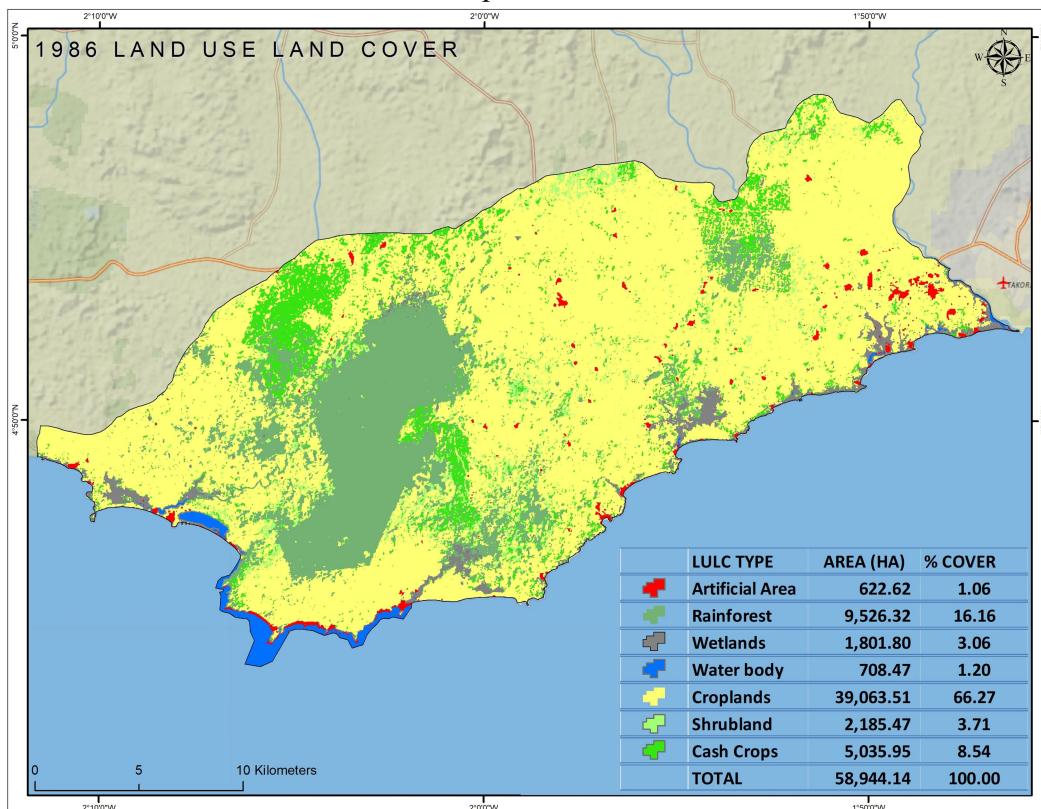 2°10'0"W 2°0'0"W 1°50'0"W
5°0'0"N
1986 LAND USE LAND COVER
N
W E
S
TAKOR
4°50'0"N
LULC TYPE AREA (HA) % COVER
Artificial Area 622.62 1.06
Rainforest 9,526.32 16.16
Wetlands 1,801.80 3.06
Water body 708.47 1.20
Croplands 39,063.51 66.27
Shrubland 2,185.47 3.71
Cash Crops 5,035.95 8.54
TOTAL 58,944.14 100.00
0 5 10 Kilometers
2°10'0"W 2°0'0"W 1°50'0"W